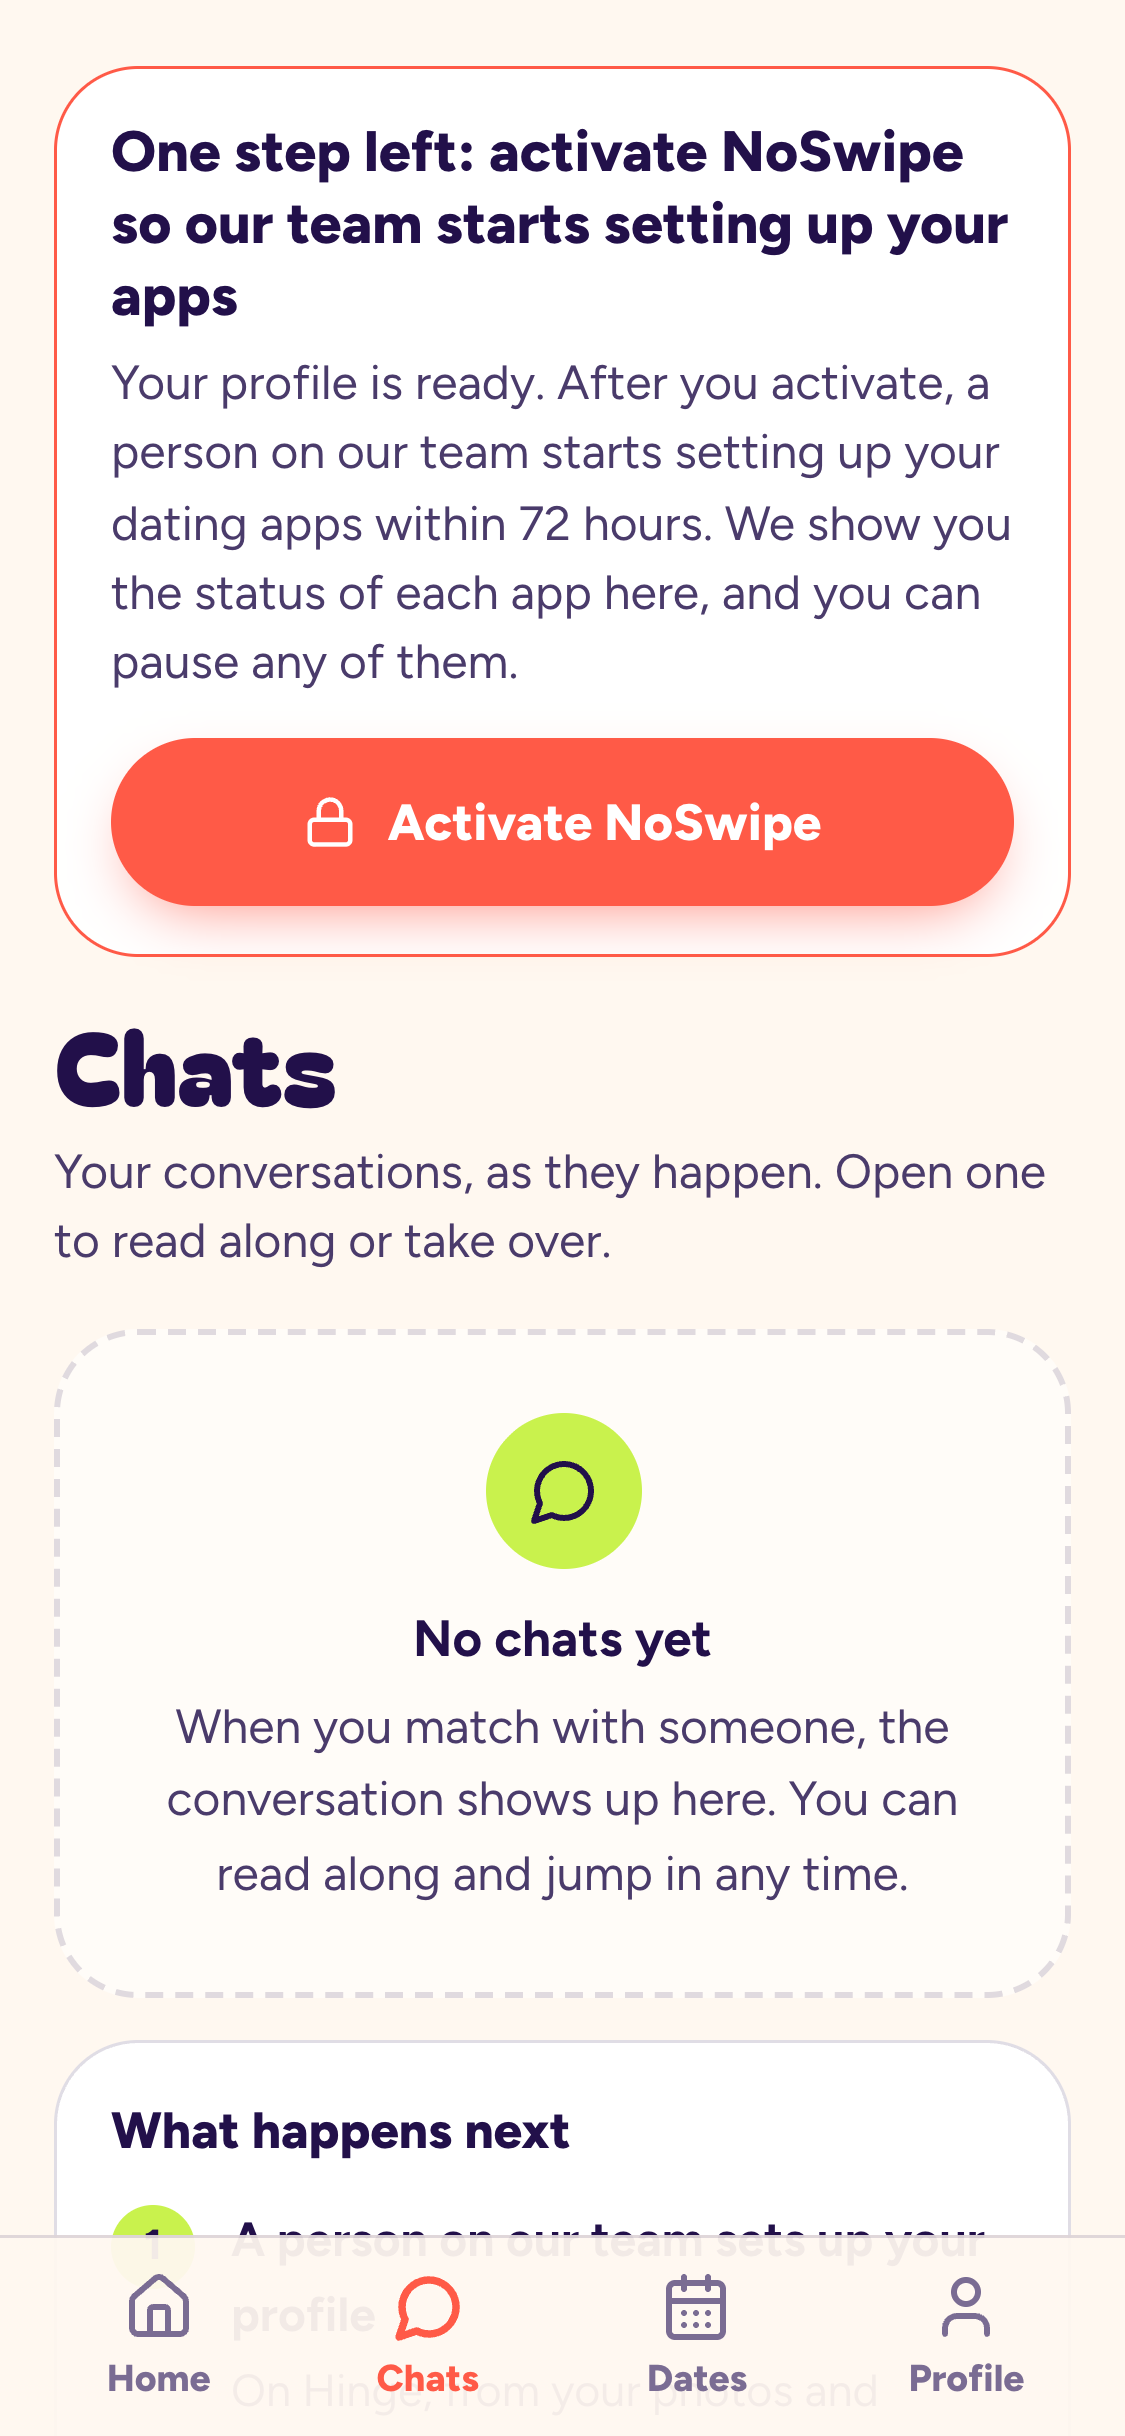 One step left: activate NoSwipe
so our team starts setting up your
apps
Your profile is ready. After you activate, a
person on our team starts setting up your
dating apps within 72 hours. We show you
the status of each app here, and you can
pause any of them.
Activate NoSwipe
Chats
Your conversations, as they happen. Open one
to read along or take over.
No chats yet
When you match with someone, the
conversation shows up here. You can
read along and jump in any time.
What happens next
1
A person on our team sets up your
profile
On Hinge, from your photos and
Home
Chats
Dates
Profile